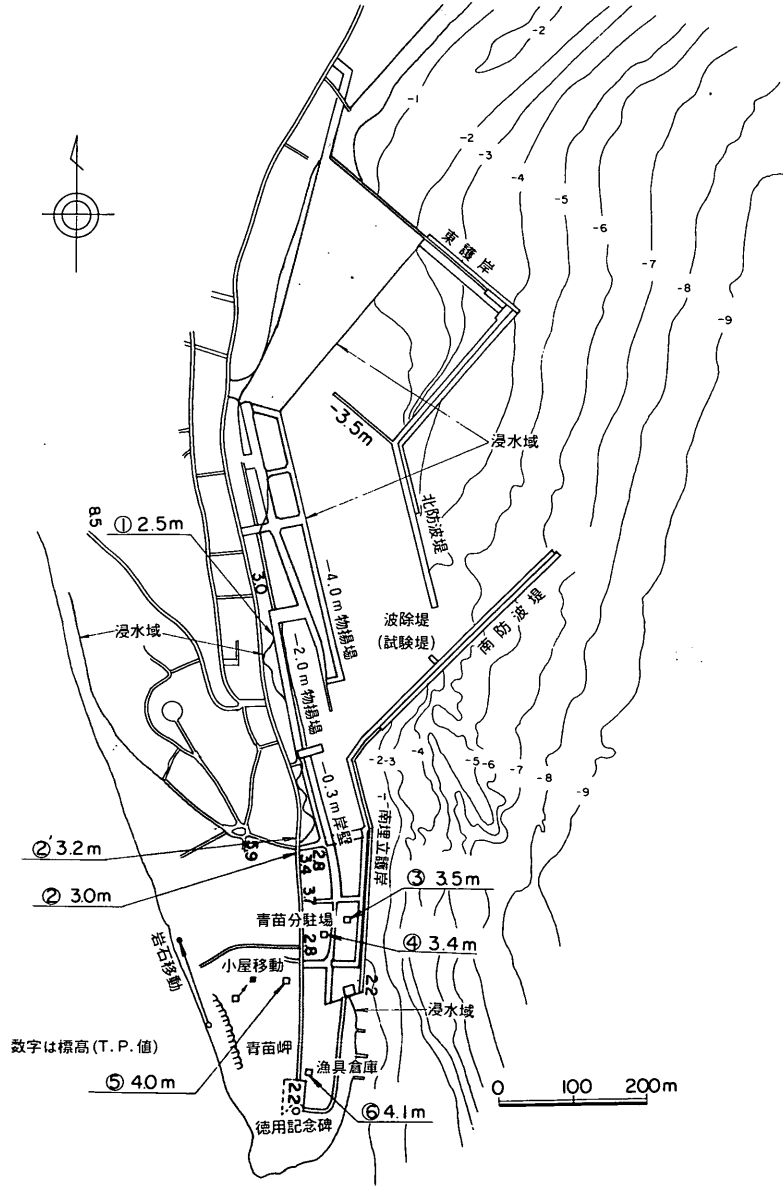 -2
-1
-2
-3
-4
-5
-6
-7
-8
-9
東護岸
-3.5m
浸水域
北防波堤
8.5
① 2.5m
3.0
-4.0m物揚場
波除堤
(試験堤)
南防波堤
浸水域
-2.0m物揚場
-0.3m岸壁
-2
-3
-4
-5
-6
-7
-8
-9
南埋立護岸
②' 3.2m
5.9
2.8
3.4
② 3.0m
3.7
③ 3.5m
青苗分駐場
④ 3.4m
2.8
岩石移動
小屋移動
2.2
浸水域
数字は標高(T.P.値)
青苗岬
⑤ 4.0m
漁具倉庫
⑥ 4.1m
徳用記念碑
0 100 200m